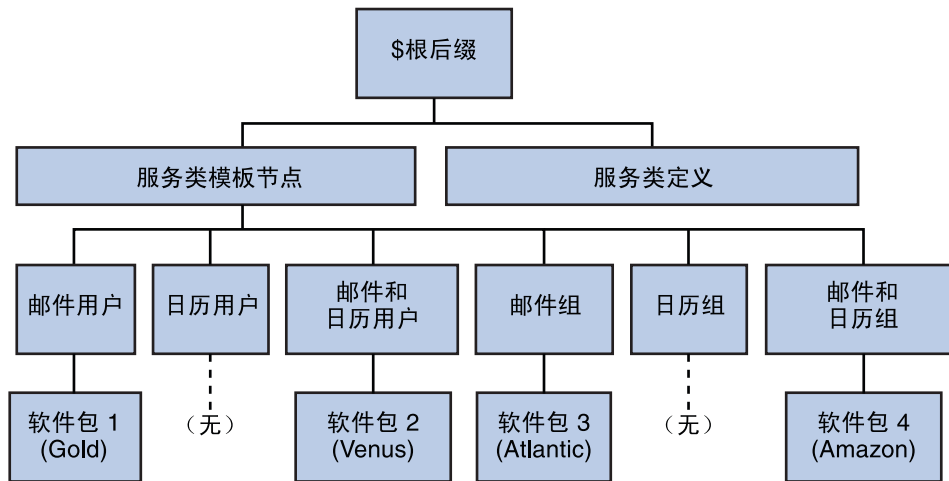 $根后缀
服务类模板节点
服务类定义
邮件用户
日历用户
邮件和
日历用户
邮件组
日历组
邮件和
日历组
软件包 1
(Gold)
（无）
软件包 2
(Venus)
软件包 3
(Atlantic)
（无）
软件包 4
(Amazon)